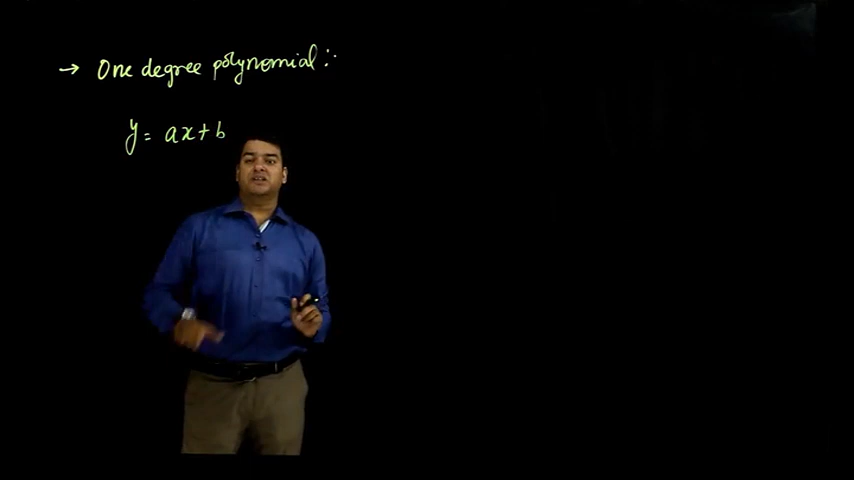 → One degree polynomial :-
y = ax + b